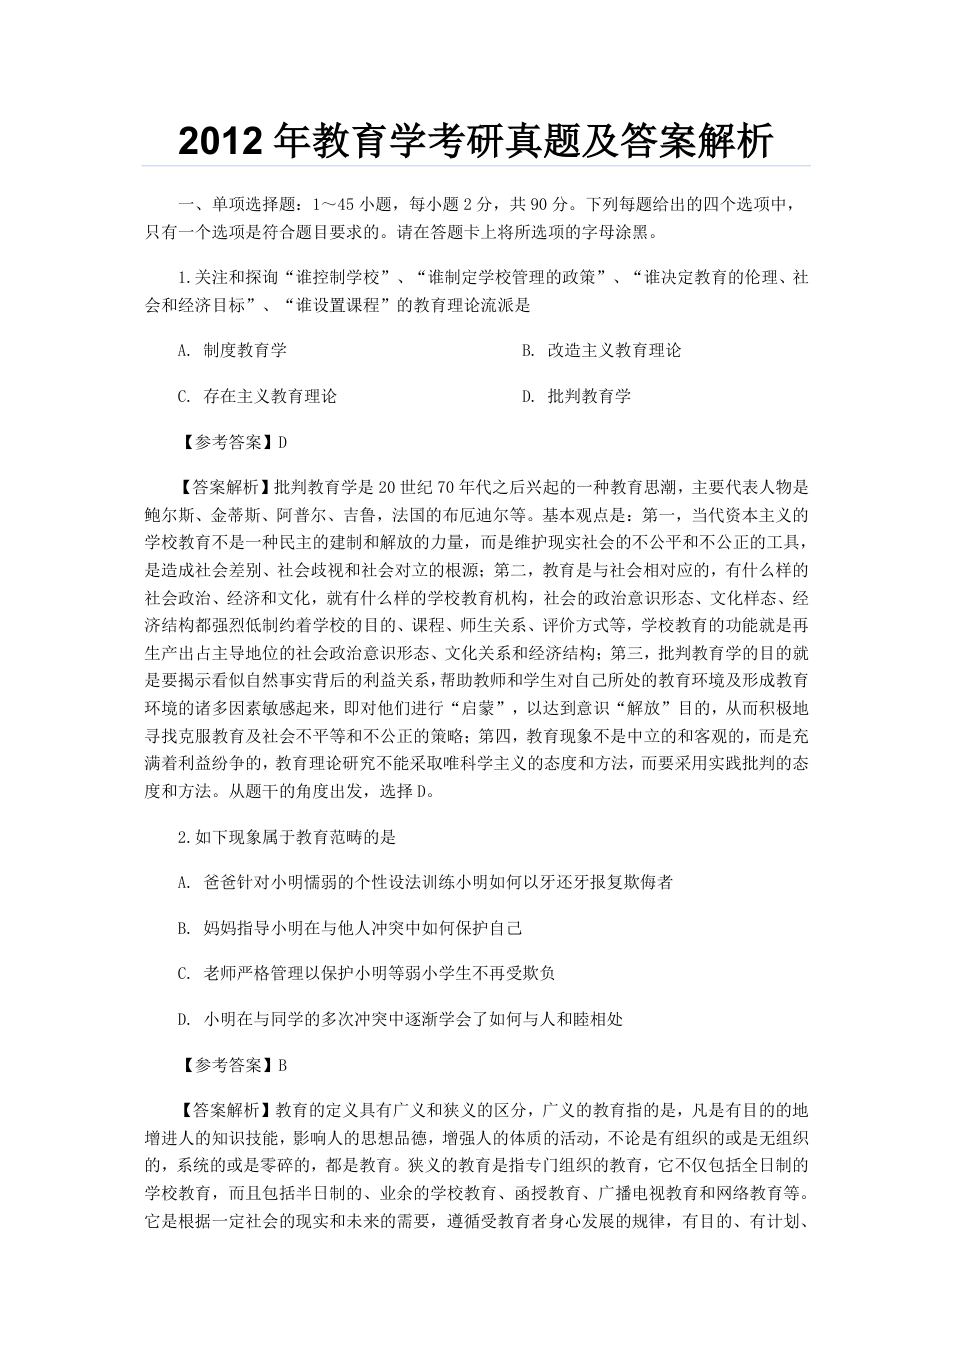 2012 年教育学考研真题及答案解析
一、单项选择题：1～45 小题，每小题 2 分，共 90 分。下列每题给出的四个选项中，
只有一个选项是符合题目要求的。请在答题卡上将所选项的字母涂黑。
1.关注和探询“谁控制学校”、“谁制定学校管理的政策”、“谁决定教育的伦理、社
会和经济目标”、“谁设置课程”的教育理论流派是
A. 制度教育学 B. 改造主义教育理论
C. 存在主义教育理论 D. 批判教育学
【参考答案】D
【答案解析】批判教育学是 20 世纪 70 年代之后兴起的一种教育思潮，主要代表人物是
鲍尔斯、金蒂斯、阿普尔、吉鲁，法国的布厄迪尔等。基本观点是：第一，当代资本主义的
学校教育不是一种民主的建制和解放的力量，而是维护现实社会的不公平和不公正的工具，
是造成社会差别、社会歧视和社会对立的根源；第二，教育是与社会相对应的，有什么样的
社会政治、经济和文化，就有什么样的学校教育机构，社会的政治意识形态、文化样态、经
济结构都强烈低制约着学校的目的、课程、师生关系、评价方式等，学校教育的功能就是再
生产出占主导地位的社会政治意识形态、文化关系和经济结构；第三，批判教育学的目的就
是要揭示看似自然事实背后的利益关系，帮助教师和学生对自己所处的教育环境及形成教育
环境的诸多因素敏感起来，即对他们进行“启蒙”，以达到意识“解放”目的，从而积极地
寻找克服教育及社会不平等和不公正的策略；第四，教育现象不是中立的和客观的，而是充
满着利益纷争的，教育理论研究不能采取唯科学主义的态度和方法，而要采用实践批判的态
度和方法。从题干的角度出发，选择 D。
2.如下现象属于教育范畴的是
A. 爸爸针对小明懦弱的个性设法训练小明如何以牙还牙报复欺侮者
B. 妈妈指导小明在与他人冲突中如何保护自己
C. 老师严格管理以保护小明等弱小学生不再受欺负
D. 小明在与同学的多次冲突中逐渐学会了如何与人和睦相处
【参考答案】B
【答案解析】教育的定义具有广义和狭义的区分，广义的教育指的是，凡是有目的的地
增进人的知识技能，影响人的思想品德，增强人的体质的活动，不论是有组织的或是无组织
的，系统的或是零碎的，都是教育。狭义的教育是指专门组织的教育，它不仅包括全日制的
学校教育，而且包括半日制的、业余的学校教育、函授教育、广播电视教育和网络教育等。
它是根据一定社会的现实和未来的需要，遵循受教育者身心发展的规律，有目的、有计划、